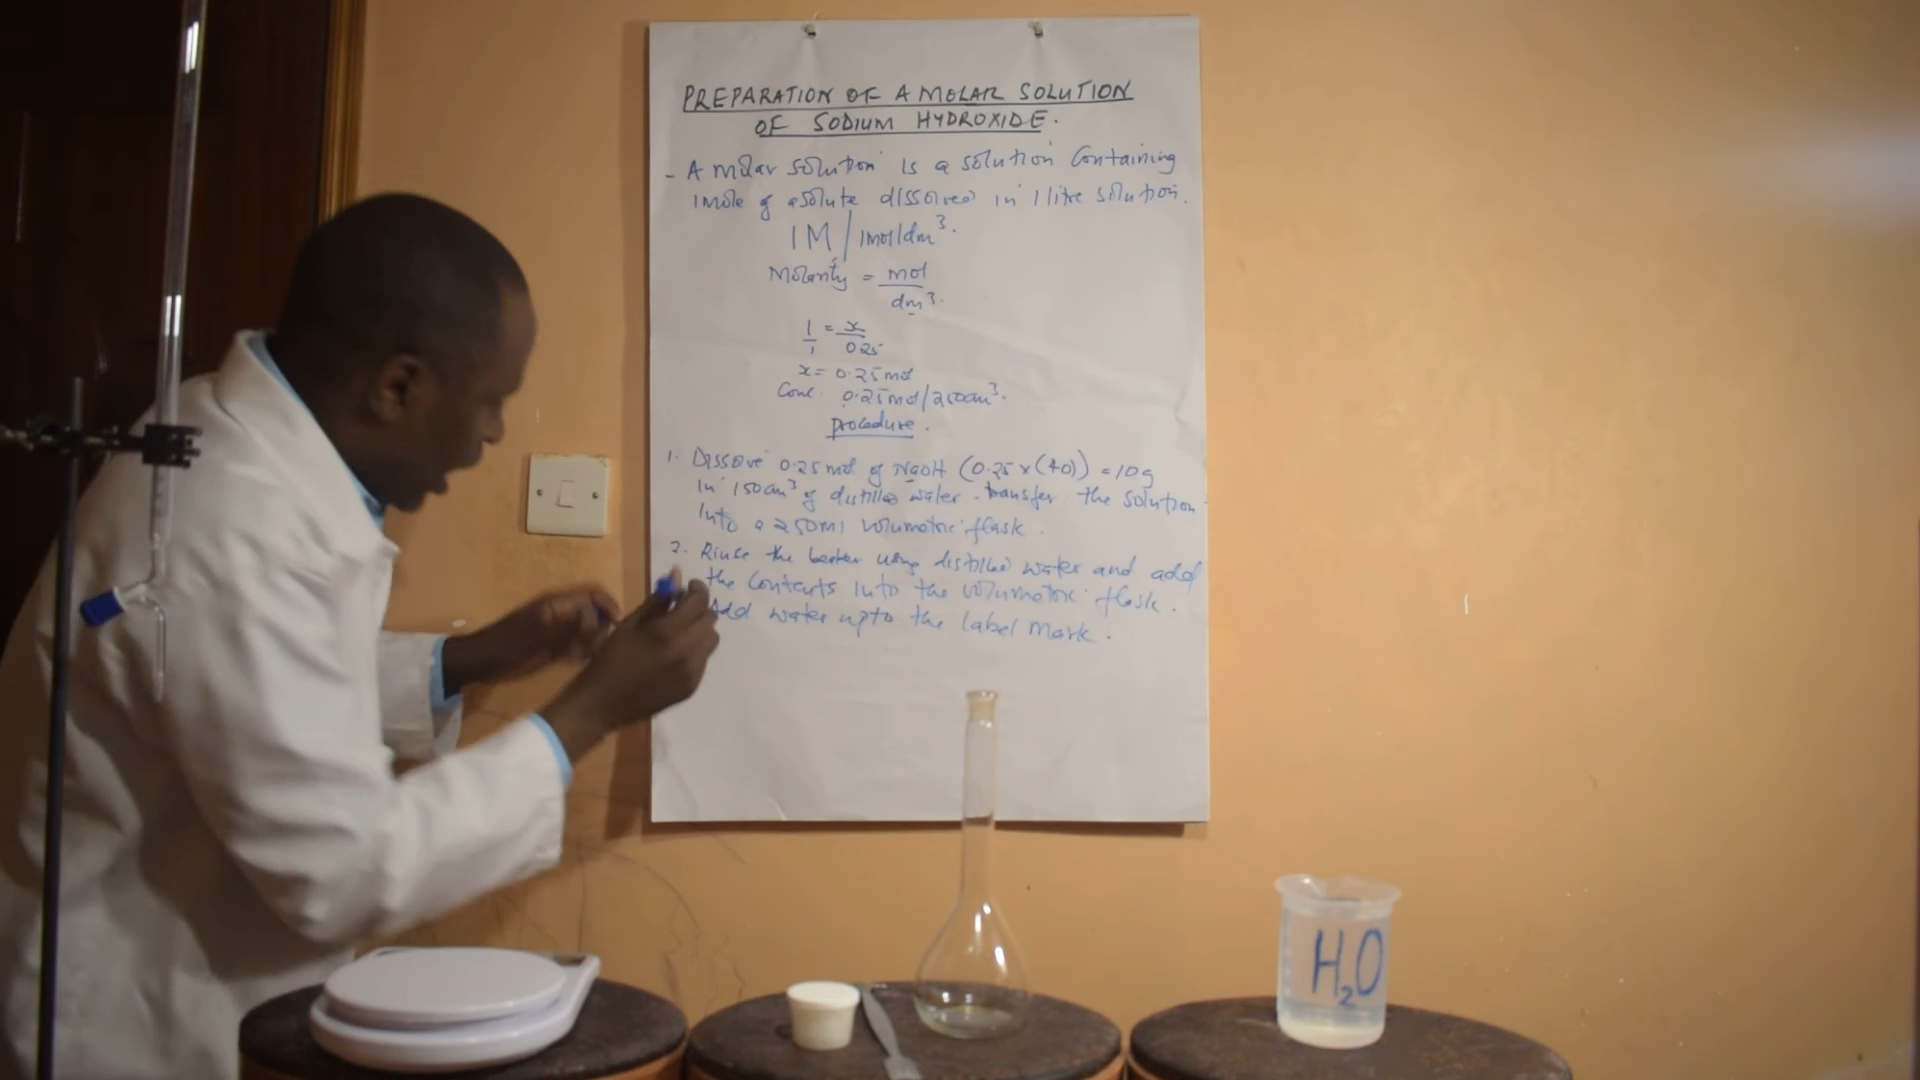 PREPARATION OF A MOLAR SOLUTION
OF SODIUM HYDROXIDE.
- A molar solution is a solution Containing
1mole of a solute dissolved in 1 litre solution.
1M / 1mol/dm³.
Molarity = mol
dm³.
1 = x
1 0.25
x = 0.25mol
Conc. 0.25mol/250cm³.
Procedure.
1. Dissolve 0.25mol of NaOH (0.25x(40)) = 10g
In 150cm³ of distilled water. transfer the solution
Into a 250ml volumetric flask.
2. Rinse the beaker using distilled water and add
the Contents into the volumetric flask.
Add water upto the label mark.
H₂O